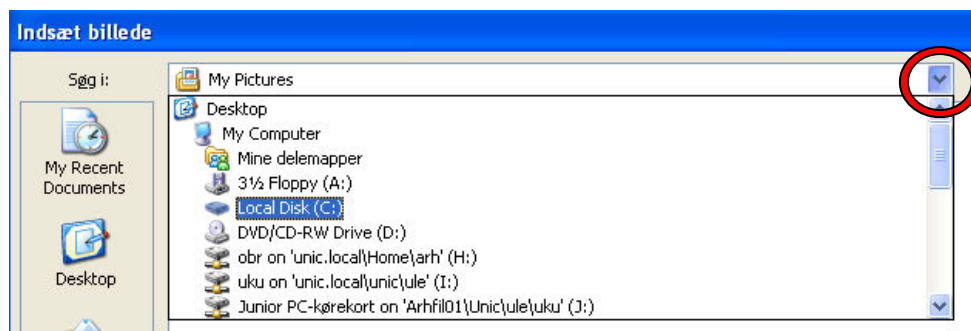 Indsæt billede
Søg i:
My Pictures
Desktop
My Computer
Mine delemapper
3½ Floppy (A:)
Local Disk (C:)
DVD/CD-RW Drive (D:)
obr on 'unic.local\Home\arh' (H:)
uku on 'unic.local\unic\ule' (I:)
Junior PC-kørekort on 'Arhfil01\Unic\ule\uku' (J:)
My Recent
Documents
Desktop